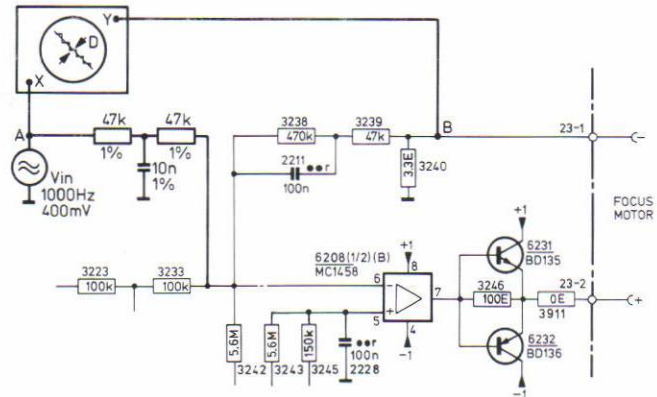 Y
D
X
A
47k
1%
47k
1%
10n
1%
Vin
1000Hz
400mV
3238
470k
3239
47k
B
23-1
2211
100n
r
3.3E
3240
FOCUS
MOTOR
3223
100k
3233
100k
6208(1/2)(B)
MC1458
+1
8
6
-
7
+
5
4
-1
+1
6231
BD135
3246
100E
23-2
0E
3911
6232
BD136
-1
5.6M
3242
5.6M
3243
150k
3245
r
100n
2228